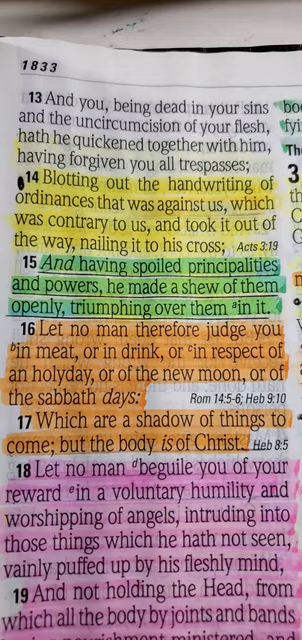 1833
13 And you, being dead in your sins
and the uncircumcision of your flesh,
hath he quickened together with him,
having forgiven you all trespasses;
14 Blotting out the handwriting of
ordinances that was against us, which
was contrary to us, and took it out of
the way, nailing it to his cross; Acts 3:19
15 And having spoiled principalities
and powers, he made a shew of them
openly, triumphing over them a in it.
16 Let no man therefore judge you
b in meat, or in drink, or c in respect of
an holyday, or of the new moon, or of
the sabbath days: Rom 14:5-6; Heb 9:10
17 Which are a shadow of things to
come; but the body is of Christ. Heb 8:5
18 Let no man d beguile you of your
reward e in a voluntary humility and
worshipping of angels, intruding into
those things which he hath not seen,
vainly puffed up by his fleshly mind,
19 And not holding the Head, from
which all the body by joints and bands
nourishment ministered, and
3